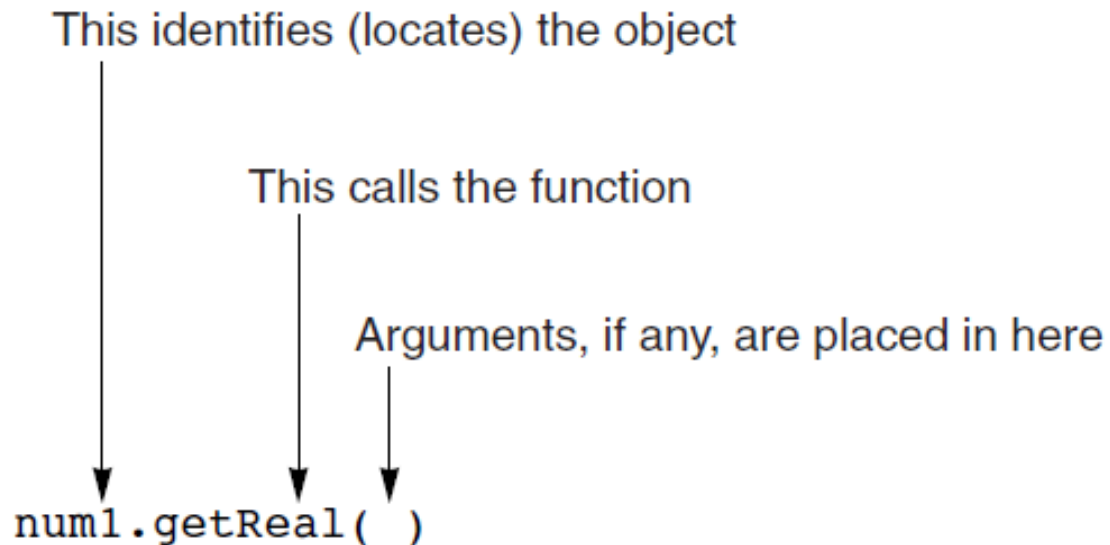 This identifies (locates) the object
This calls the function
Arguments, if any, are placed in here
num1.getReal( )